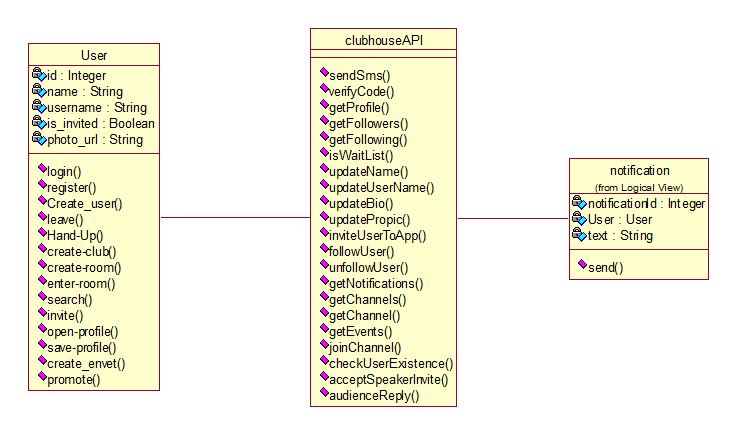 User
id : Integer
name : String
username : String
is_invited : Boolean
photo_url : String
login()
register()
Create_user()
leave()
Hand-Up()
create-club()
create-room()
enter-room()
search()
invite()
open-profile()
save-profile()
create_envet()
promote()
clubhouseAPI
sendSms()
verifyCode()
getProfile()
getFollowers()
getFollowing()
isWaitList()
updateName()
updateUserName()
updateBio()
updatePropic()
inviteUserToApp()
followUser()
unfollowUser()
getNotifications()
getChannels()
getChannel()
getEvents()
joinChannel()
checkUserExistence()
acceptSpeakerInvite()
audienceReply()
notification
(from Logical View)
notificationId : Integer
User : User
text : String
send()